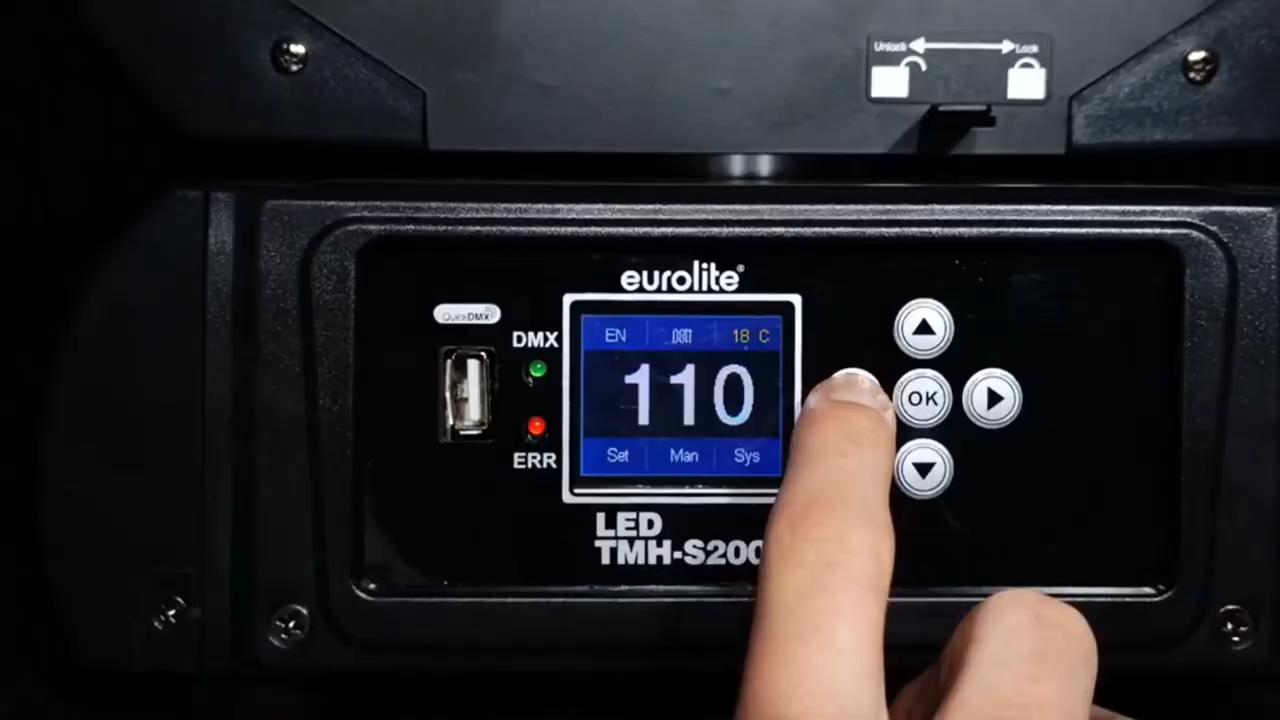 Unlock Lock
eurolite®
QuickDMX
DMX
EN 18 C
110
Set Man Sys
ERR
OK
LED
TMH-S200